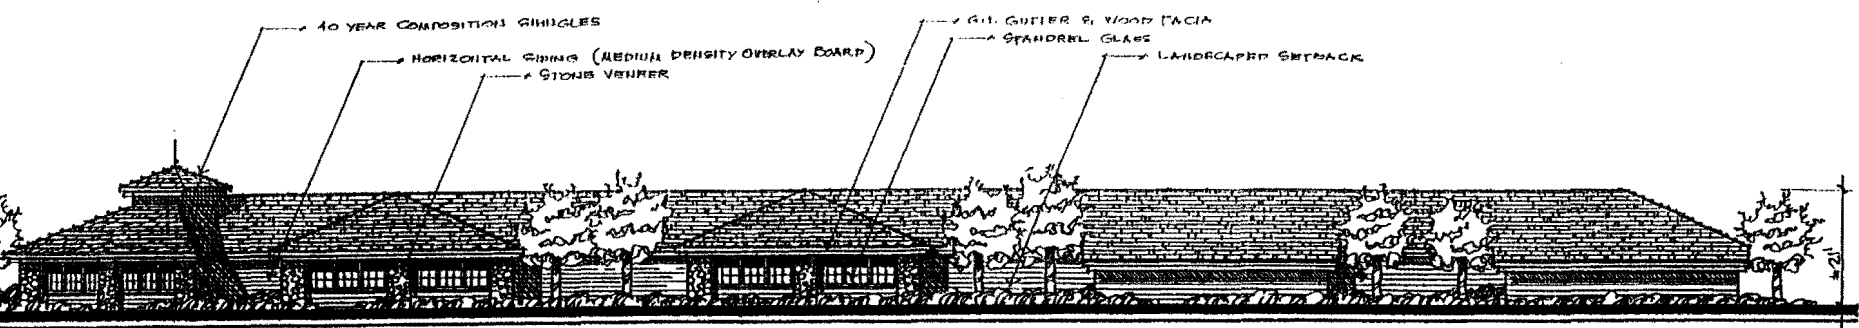 40 YEAR COMPOSITION SHINGLES
HORIZONTAL SIDING (MEDIUM DENSITY OVERLAY BOARD)
STONE VENEER
G.I. GUTTER & WOOD FACIA
SPANDREL GLASS
LANDSCAPED SETBACK